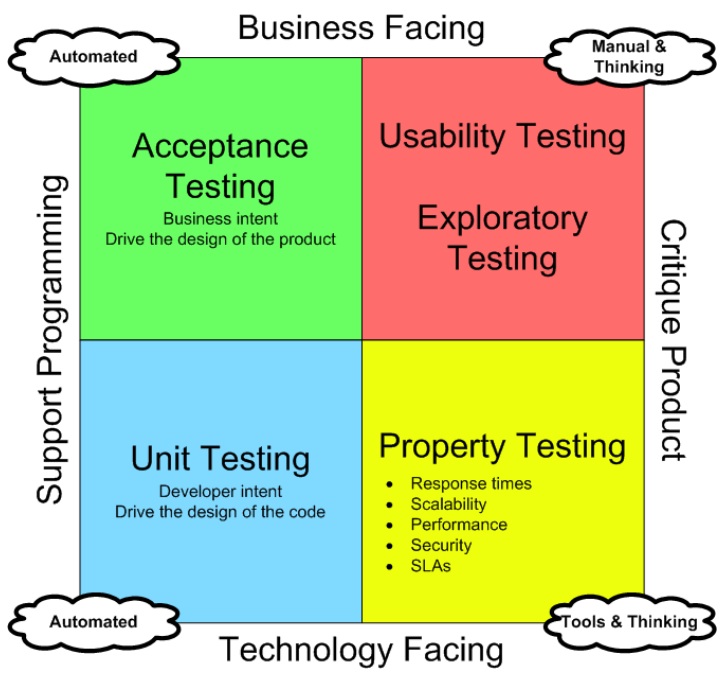 Business Facing
Automated
Manual &
Thinking
Acceptance
Testing
Business intent
Drive the design of the product
Usability Testing
Exploratory
Testing
Support Programming
Critique Product
Unit Testing
Developer intent
Drive the design of the code
Property Testing
• Response times
• Scalability
• Performance
• Security
• SLAs
Automated
Tools & Thinking
Technology Facing